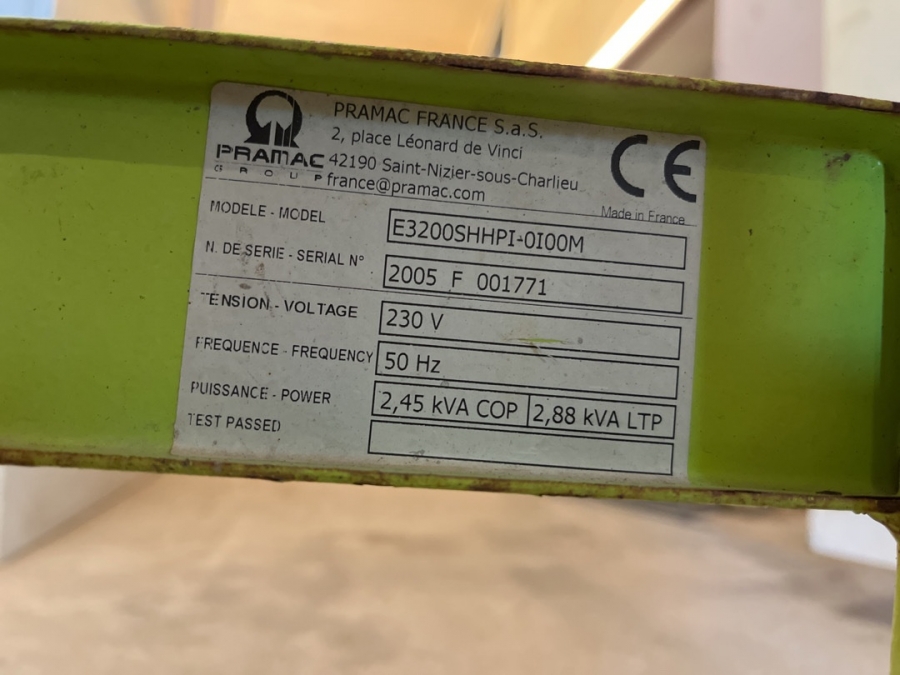 PRAMAC
GROUP
PRAMAC FRANCE S.a.S.
2, place Léonard de Vinci
42190 Saint-Nizier-sous-Charlieu
france@pramac.com
CE
Made in France
MODELE - MODEL E3200SHHPI-0I00M
N. DE SERIE - SERIAL N° 2005 F 001771
TENSION - VOLTAGE 230 V
FREQUENCE - FREQUENCY 50 Hz
PUISSANCE - POWER 2,45 kVA COP 2,88 kVA LTP
TEST PASSED